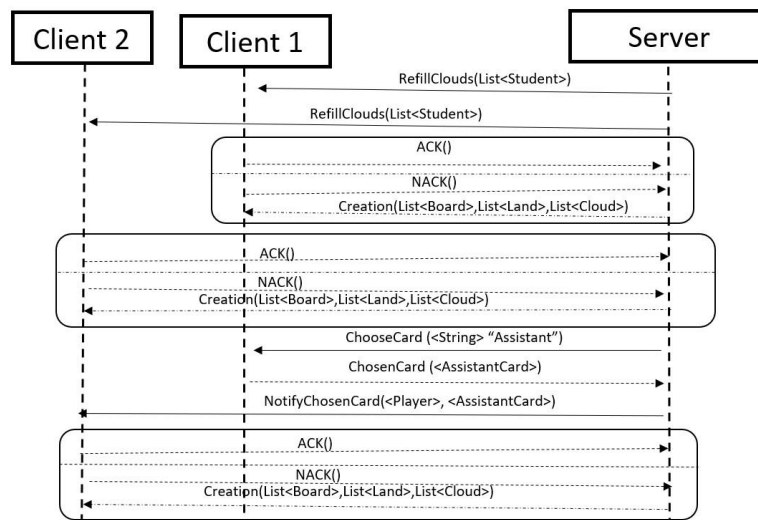 Client 2
Client 1
Server
RefillClouds(List<Student>)
RefillClouds(List<Student>)
ACK()
NACK()
Creation(List<Board>,List<Land>,List<Cloud>)
ACK()
NACK()
Creation(List<Board>,List<Land>,List<Cloud>)
ChooseCard (<String> “Assistant”)
ChosenCard (<AssistantCard>)
NotifyChosenCard(<Player>, <AssistantCard>)
ACK()
NACK()
Creation(List<Board>,List<Land>,List<Cloud>)